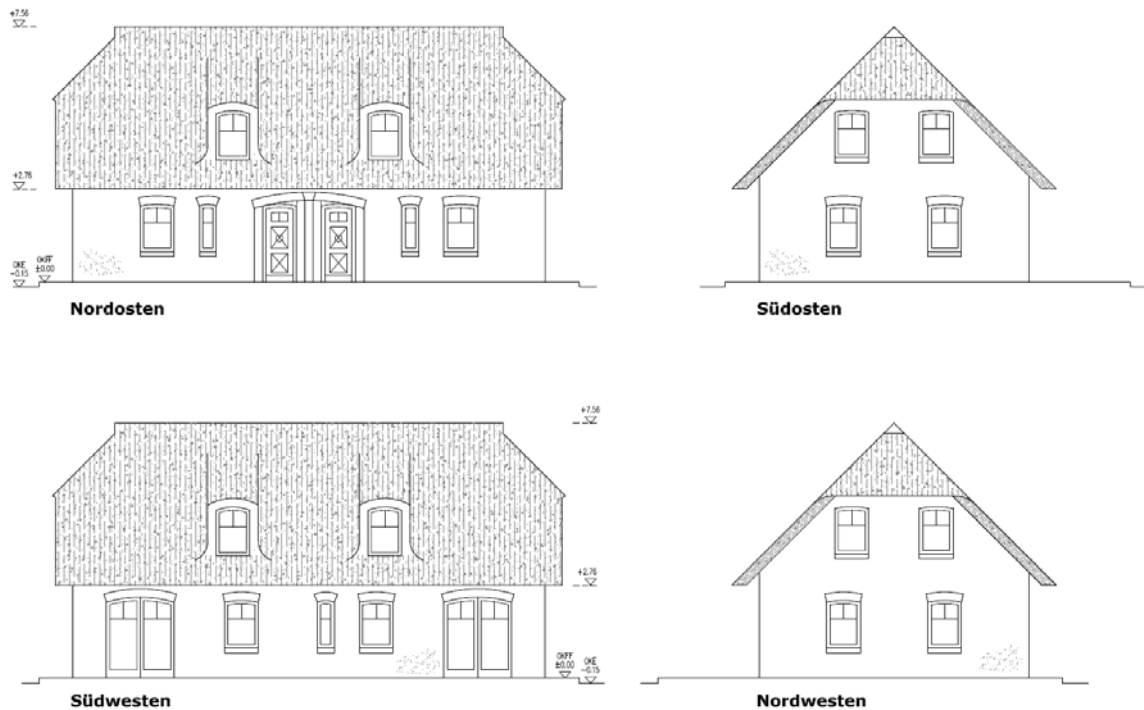 +7.56
+2.76
OKE
-0.15
OKFF
±0.00
Nordosten
Südosten
+7.56
+2.76
OKFF
±0.00
OKE
-0.15
Südwesten
Nordwesten